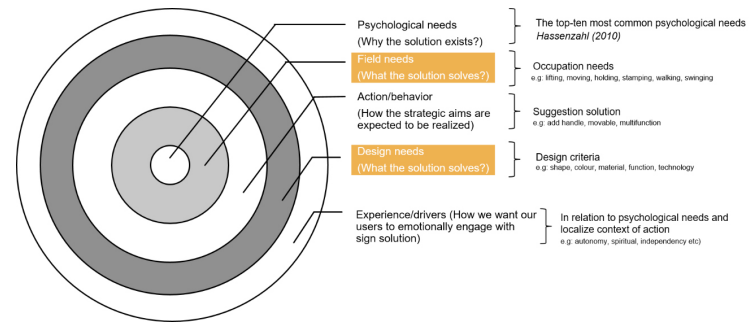 Psychological needs
(Why the solution exists?)
The top-ten most common psychological needs
Hassenzahl (2010)
Field needs
(What the solution solves?)
Occupation needs
e.g: lifting, moving, holding, stamping, walking, swinging
Action/behavior
(How the strategic aims are
expected to be realized)
Suggestion solution
e.g: add handle, movable, multifunction
Design needs
(What the solution solves?)
Design criteria
e.g: shape, colour, material, function, technology
Experience/drivers (How we want our
users to emotionally engage with
sign solution)
In relation to psychological needs and
localize context of action
e.g: autonomy, spiritual, independency etc)